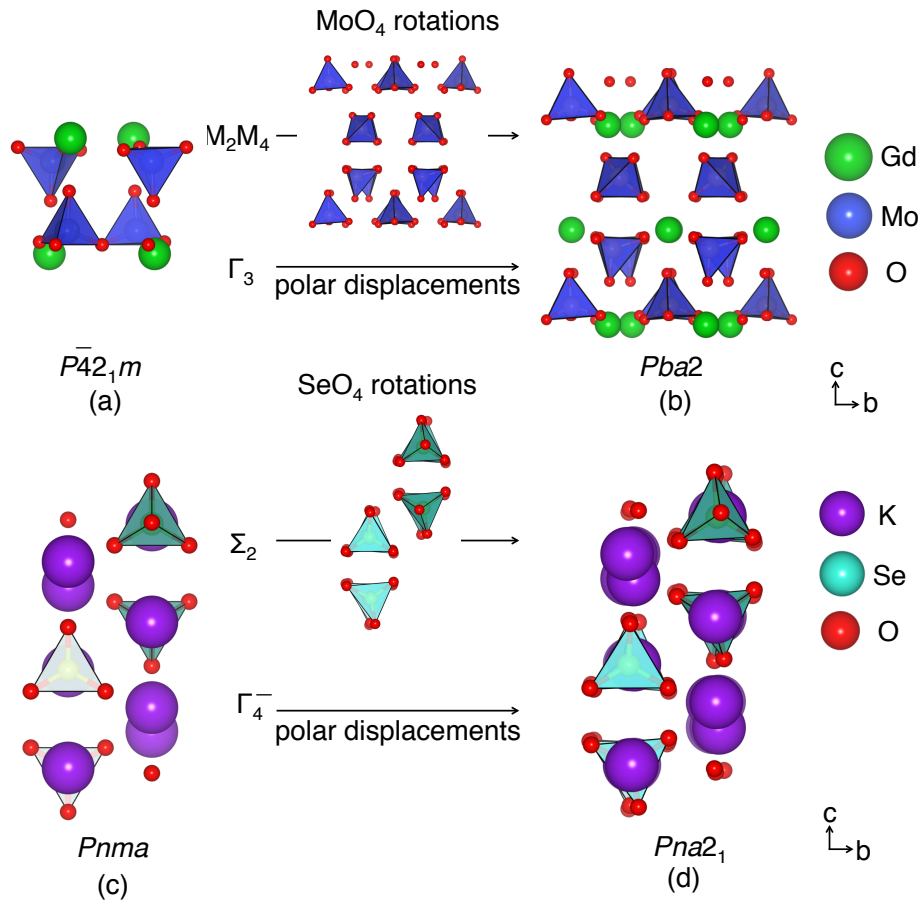 MoO₄ rotations
M₂M₄
Γ₃
polar displacements
P4̅2₁m
(a)
Pba2
(b)
Gd
Mo
O
c
b
SeO₄ rotations
Σ₂
Γ₄⁻
polar displacements
Pnma
(c)
Pna2₁
(d)
K
Se
O
c
b